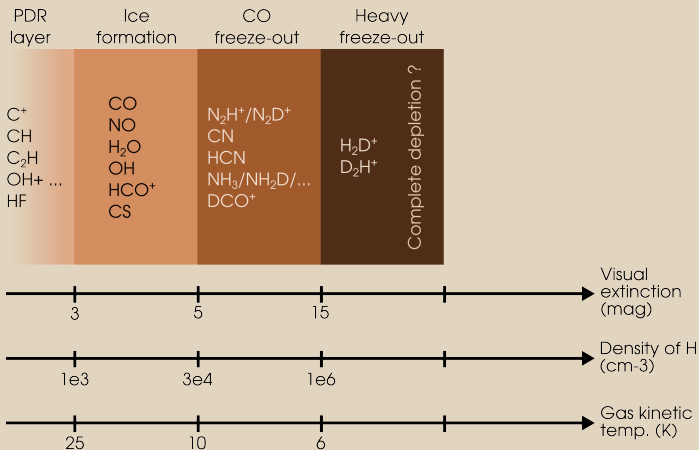 PDR
layer
Ice
formation
CO
freeze-out
Heavy
freeze-out
C⁺
CH
C₂H
OH+ ...
HF
CO
NO
H₂O
OH
HCO⁺
CS
N₂H⁺/N₂D⁺
CN
HCN
NH₃/NH₂D/...
DCO⁺
H₂D⁺
D₂H⁺
Complete depletion ?
Visual
extinction
(mag)
3
5
15
Density of H
(cm-3)
1e3
3e4
1e6
Gas kinetic
temp. (K)
25
10
6